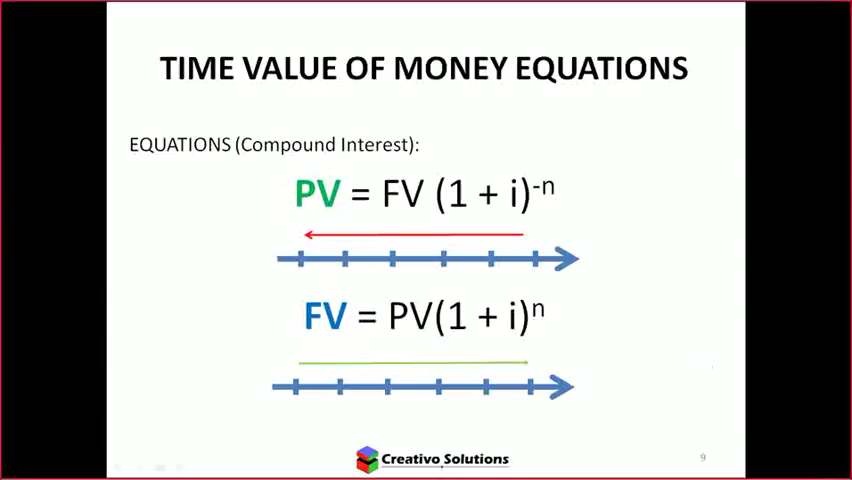 TIME VALUE OF MONEY EQUATIONS
EQUATIONS (Compound Interest):
PV = FV (1 + i)⁻ⁿ
FV = PV(1 + i)ⁿ
Creativo Solutions
9